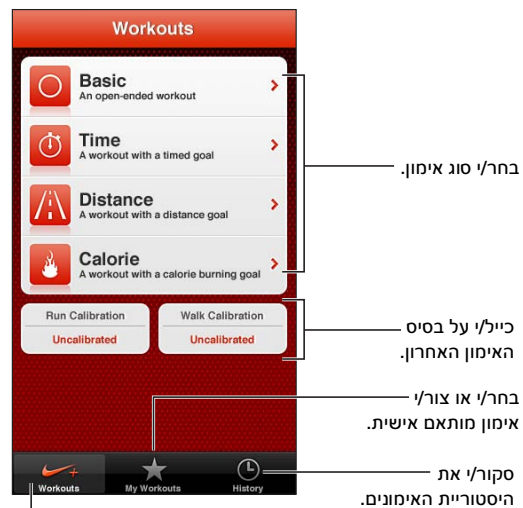 Workouts
Basic
An open-ended workout
Time
A workout with a timed goal
Distance
A workout with a distance goal
Calorie
A workout with a calorie burning goal
Run Calibration
Uncalibrated
Walk Calibration
Uncalibrated
Workouts
My Workouts
History
בחר/י סוג אימון.
כייל/י על בסיס
האימון האחרון.
בחר/י או צור/י
אימון מותאם אישית.
סקור/י את
היסטוריית האימונים.